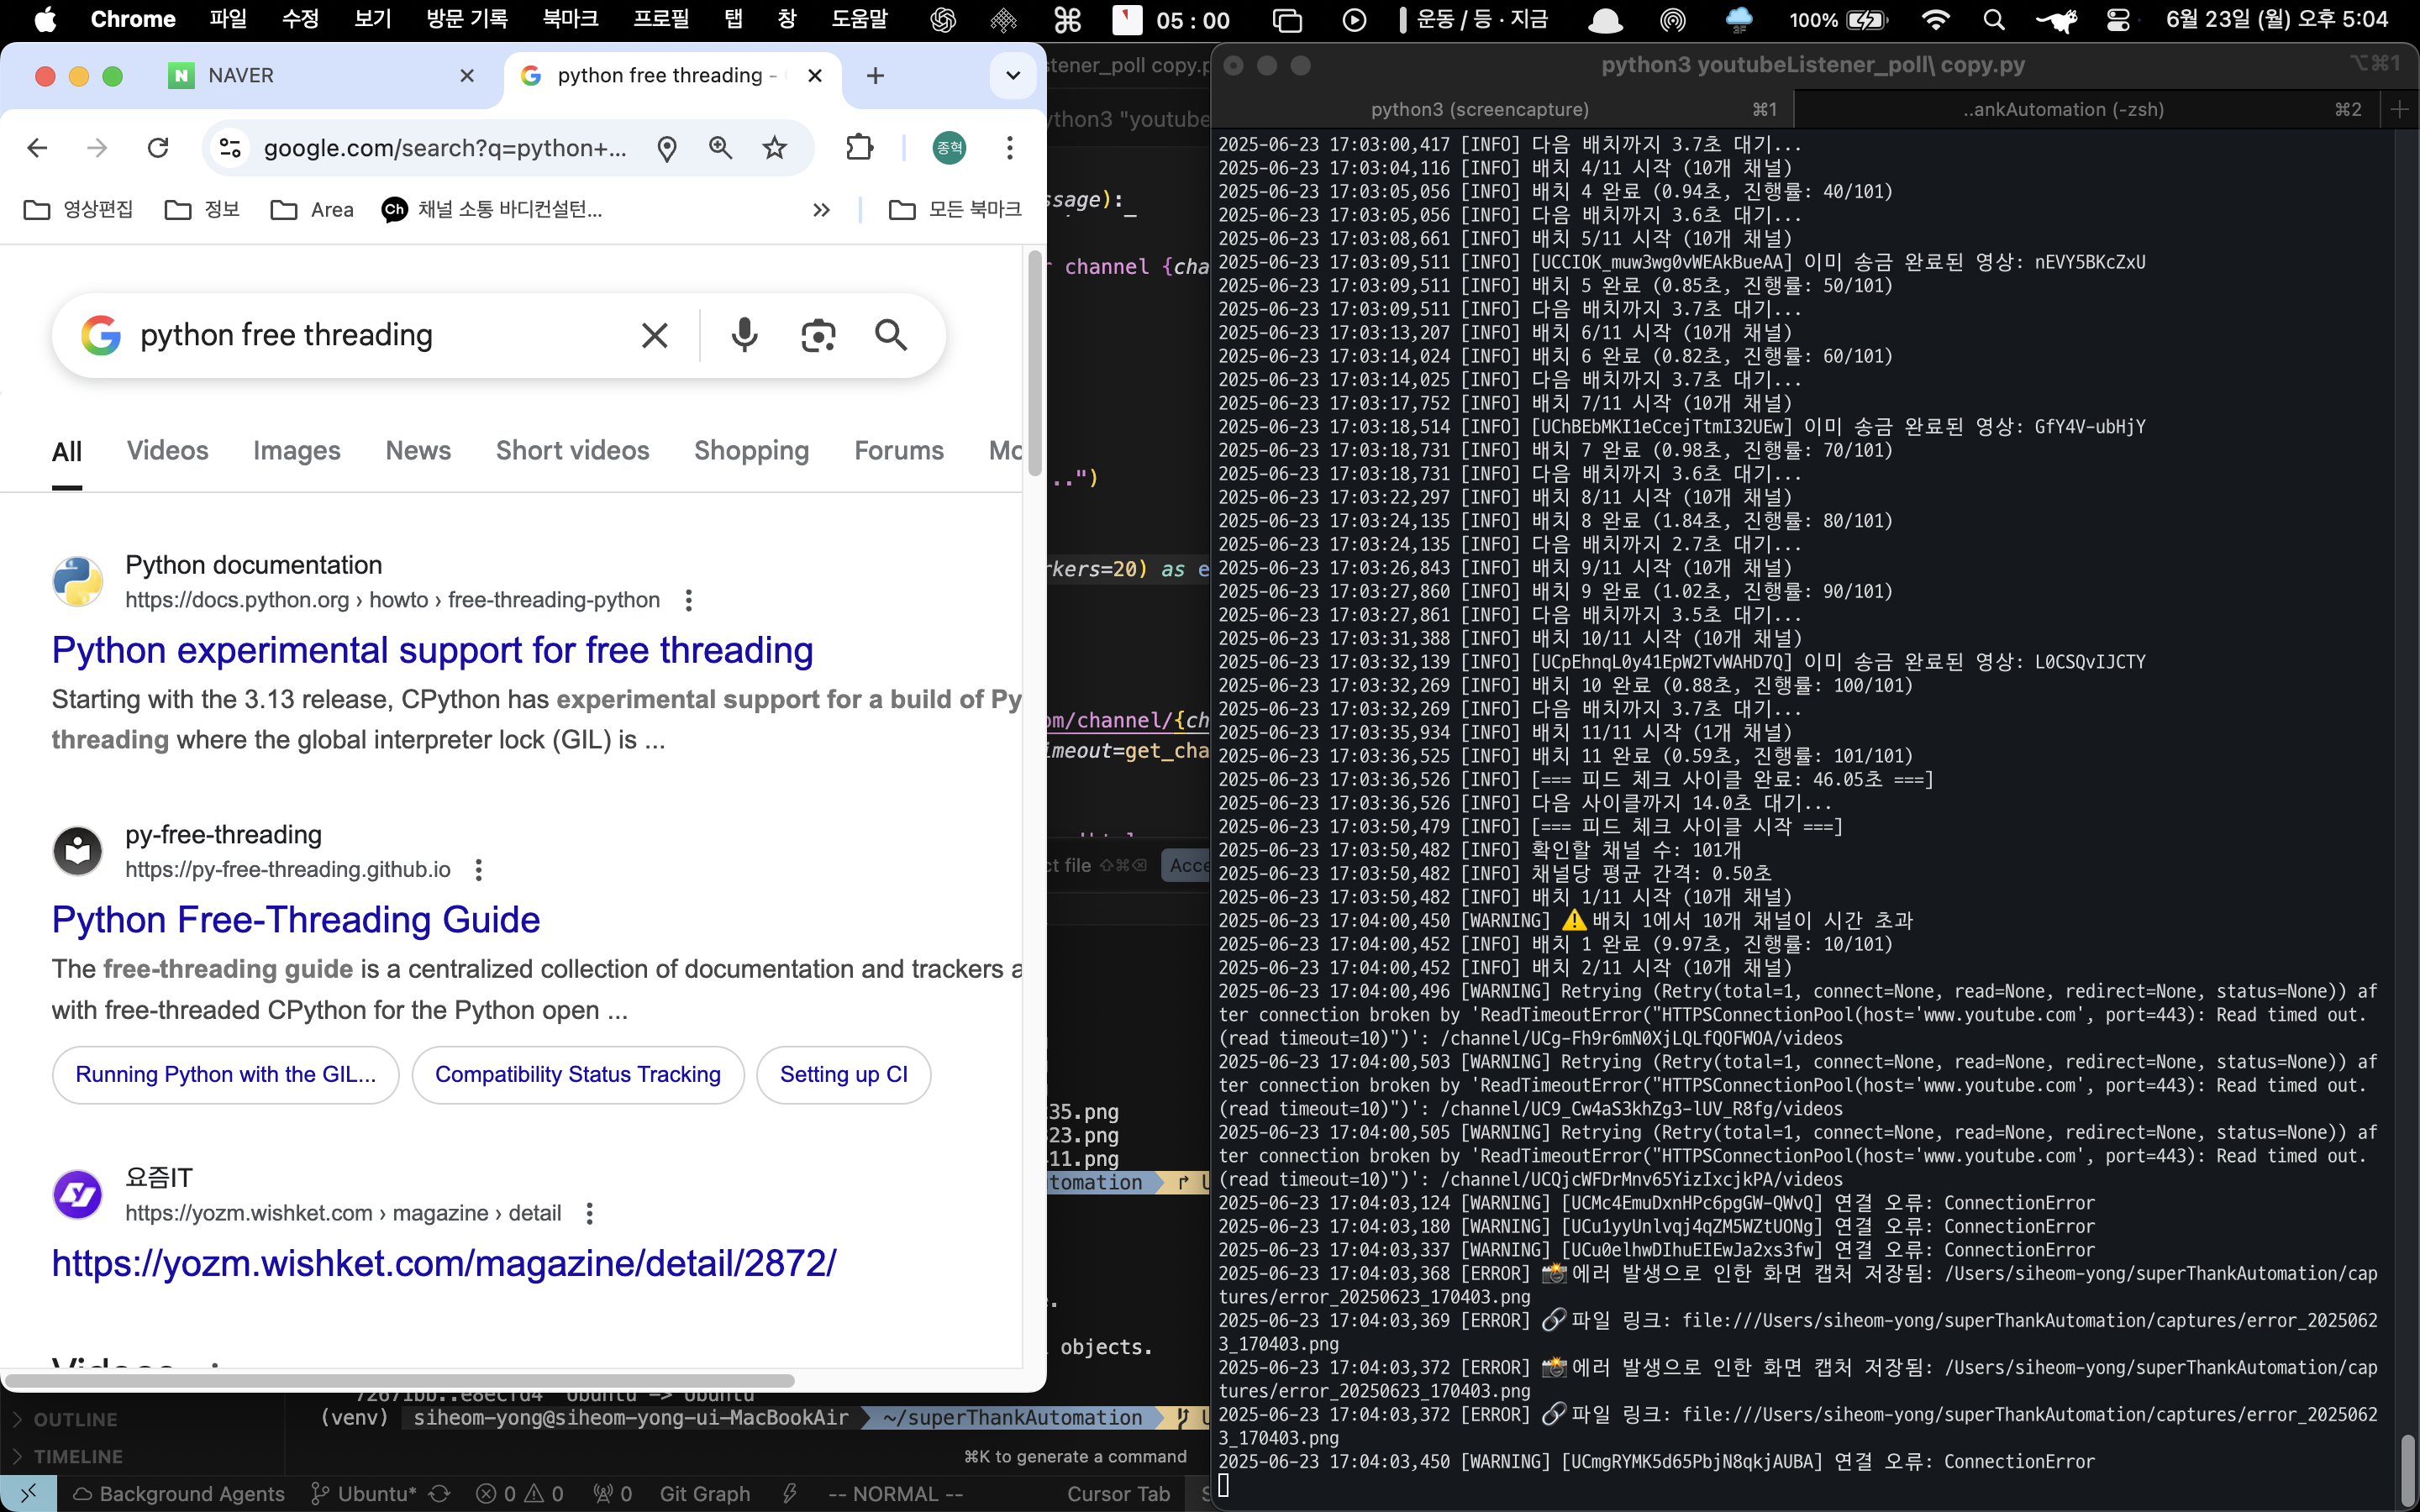 Chrome 파일 수정 보기 방문 기록 북마크 프로필 탭 창 도움말 05 : 00 운동 / 등 · 지금 100% 6월 23일 (월) 오후 5:04
NAVER
python free threading -
google.com/search?q=python+...
종혁
영상편집 정보 Area 채널 소통 바디컨설턴... » 모든 북마크
python free threading
All Videos Images News Short videos Shopping Forums Mo
Python documentation
https://docs.python.org › howto › free-threading-python
Python experimental support for free threading
Starting with the 3.13 release, CPython has experimental support for a build of Py
threading where the global interpreter lock (GIL) is ...
py-free-threading
https://py-free-threading.github.io
Python Free-Threading Guide
The free-threading guide is a centralized collection of documentation and trackers a
with free-threaded CPython for the Python open ...
Running Python with the GIL... Compatibility Status Tracking Setting up CI
요즘IT
https://yozm.wishket.com › magazine › detail
https://yozm.wishket.com/magazine/detail/2872/
stener_poll copy.p
ython3 "youtube
ssage):
channel {cha
..")
rkers=20) as e
om/channel/{ch
imeout=get_cha
ct file ⇧⌘⌫ Acce
35.png
23.png
11.png
tomation
objects.
(venv) siheom-yong@siheom-yong-ui-MacBookAir ~/superThankAutomation
OUTLINE
TIMELINE
⌘K to generate a command
Background Agents Ubuntu* 0 0 0 Git Graph -- NORMAL -- Cursor Tab
python3 youtubeListener_poll\ copy.py ⌥⌘1
python3 (screencapture) ⌘1 ..ankAutomation (-zsh) ⌘2
2025-06-23 17:03:00,417 [INFO] 다음 배치까지 3.7초 대기...
2025-06-23 17:03:04,116 [INFO] 배치 4/11 시작 (10개 채널)
2025-06-23 17:03:05,056 [INFO] 배치 4 완료 (0.94초, 진행률: 40/101)
2025-06-23 17:03:05,056 [INFO] 다음 배치까지 3.6초 대기...
2025-06-23 17:03:08,661 [INFO] 배치 5/11 시작 (10개 채널)
2025-06-23 17:03:09,511 [INFO] [UCCIOK_muw3wg0vWEAkBueAA] 이미 송금 완료된 영상: nEVY5BKcZxU
2025-06-23 17:03:09,511 [INFO] 배치 5 완료 (0.85초, 진행률: 50/101)
2025-06-23 17:03:09,511 [INFO] 다음 배치까지 3.7초 대기...
2025-06-23 17:03:13,207 [INFO] 배치 6/11 시작 (10개 채널)
2025-06-23 17:03:14,024 [INFO] 배치 6 완료 (0.82초, 진행률: 60/101)
2025-06-23 17:03:14,025 [INFO] 다음 배치까지 3.7초 대기...
2025-06-23 17:03:17,752 [INFO] 배치 7/11 시작 (10개 채널)
2025-06-23 17:03:18,514 [INFO] [UChBEbMKI1eCcejTtmI32UEw] 이미 송금 완료된 영상: GfY4V-ubHjY
2025-06-23 17:03:18,731 [INFO] 배치 7 완료 (0.98초, 진행률: 70/101)
2025-06-23 17:03:18,731 [INFO] 다음 배치까지 3.6초 대기...
2025-06-23 17:03:22,297 [INFO] 배치 8/11 시작 (10개 채널)
2025-06-23 17:03:24,135 [INFO] 배치 8 완료 (1.84초, 진행률: 80/101)
2025-06-23 17:03:24,135 [INFO] 다음 배치까지 2.7초 대기...
2025-06-23 17:03:26,843 [INFO] 배치 9/11 시작 (10개 채널)
2025-06-23 17:03:27,860 [INFO] 배치 9 완료 (1.02초, 진행률: 90/101)
2025-06-23 17:03:27,861 [INFO] 다음 배치까지 3.5초 대기...
2025-06-23 17:03:31,388 [INFO] 배치 10/11 시작 (10개 채널)
2025-06-23 17:03:32,139 [INFO] [UCpEhnqL0y41EpW2TvWAHD7Q] 이미 송금 완료된 영상: L0CSQvIJCTY
2025-06-23 17:03:32,269 [INFO] 배치 10 완료 (0.88초, 진행률: 100/101)
2025-06-23 17:03:32,269 [INFO] 다음 배치까지 3.7초 대기...
2025-06-23 17:03:35,934 [INFO] 배치 11/11 시작 (1개 채널)
2025-06-23 17:03:36,525 [INFO] 배치 11 완료 (0.59초, 진행률: 101/101)
2025-06-23 17:03:36,526 [INFO] [=== 피드 체크 사이클 완료: 46.05초 ===]
2025-06-23 17:03:36,526 [INFO] 다음 사이클까지 14.0초 대기...
2025-06-23 17:03:50,479 [INFO] [=== 피드 체크 사이클 시작 ===]
2025-06-23 17:03:50,482 [INFO] 확인할 채널 수: 101개
2025-06-23 17:03:50,482 [INFO] 채널당 평균 간격: 0.50초
2025-06-23 17:03:50,482 [INFO] 배치 1/11 시작 (10개 채널)
2025-06-23 17:04:00,450 [WARNING] ⚠️ 배치 1에서 10개 채널이 시간 초과
2025-06-23 17:04:00,452 [INFO] 배치 1 완료 (9.97초, 진행률: 10/101)
2025-06-23 17:04:00,452 [INFO] 배치 2/11 시작 (10개 채널)
2025-06-23 17:04:00,496 [WARNING] Retrying (Retry(total=1, connect=None, read=None, redirect=None, status=None)) af
ter connection broken by 'ReadTimeoutError("HTTPSConnectionPool(host='www.youtube.com', port=443): Read timed out.
(read timeout=10)")': /channel/UCg-Fh9r6mN0XjLQLfQOFWOA/videos
2025-06-23 17:04:00,503 [WARNING] Retrying (Retry(total=1, connect=None, read=None, redirect=None, status=None)) af
ter connection broken by 'ReadTimeoutError("HTTPSConnectionPool(host='www.youtube.com', port=443): Read timed out.
(read timeout=10)")': /channel/UC9_Cw4aS3khZg3-lUV_R8fg/videos
2025-06-23 17:04:00,505 [WARNING] Retrying (Retry(total=1, connect=None, read=None, redirect=None, status=None)) af
ter connection broken by 'ReadTimeoutError("HTTPSConnectionPool(host='www.youtube.com', port=443): Read timed out.
(read timeout=10)")': /channel/UCQjcWFDrMnv65YizIxcjkPA/videos
2025-06-23 17:04:03,124 [WARNING] [UCMc4EmuDxnHPc6pgGW-QWvQ] 연결 오류: ConnectionError
2025-06-23 17:04:03,180 [WARNING] [UCu1yyUnlvqj4qZM5WZtUONg] 연결 오류: ConnectionError
2025-06-23 17:04:03,337 [WARNING] [UCu0elhwDIhuEIEwJa2xs3fw] 연결 오류: ConnectionError
2025-06-23 17:04:03,368 [ERROR] 📸 에러 발생으로 인한 화면 캡처 저장됨: /Users/siheom-yong/superThankAutomation/cap
tures/error_20250623_170403.png
2025-06-23 17:04:03,369 [ERROR] 🔗 파일 링크: file:///Users/siheom-yong/superThankAutomation/captures/error_2025062
3_170403.png
2025-06-23 17:04:03,372 [ERROR] 📸 에러 발생으로 인한 화면 캡처 저장됨: /Users/siheom-yong/superThankAutomation/cap
tures/error_20250623_170403.png
2025-06-23 17:04:03,372 [ERROR] 🔗 파일 링크: file:///Users/siheom-yong/superThankAutomation/captures/error_2025062
3_170403.png
2025-06-23 17:04:03,450 [WARNING] [UCmgRYMK5d65PbjN8qkjAUBA] 연결 오류: ConnectionError